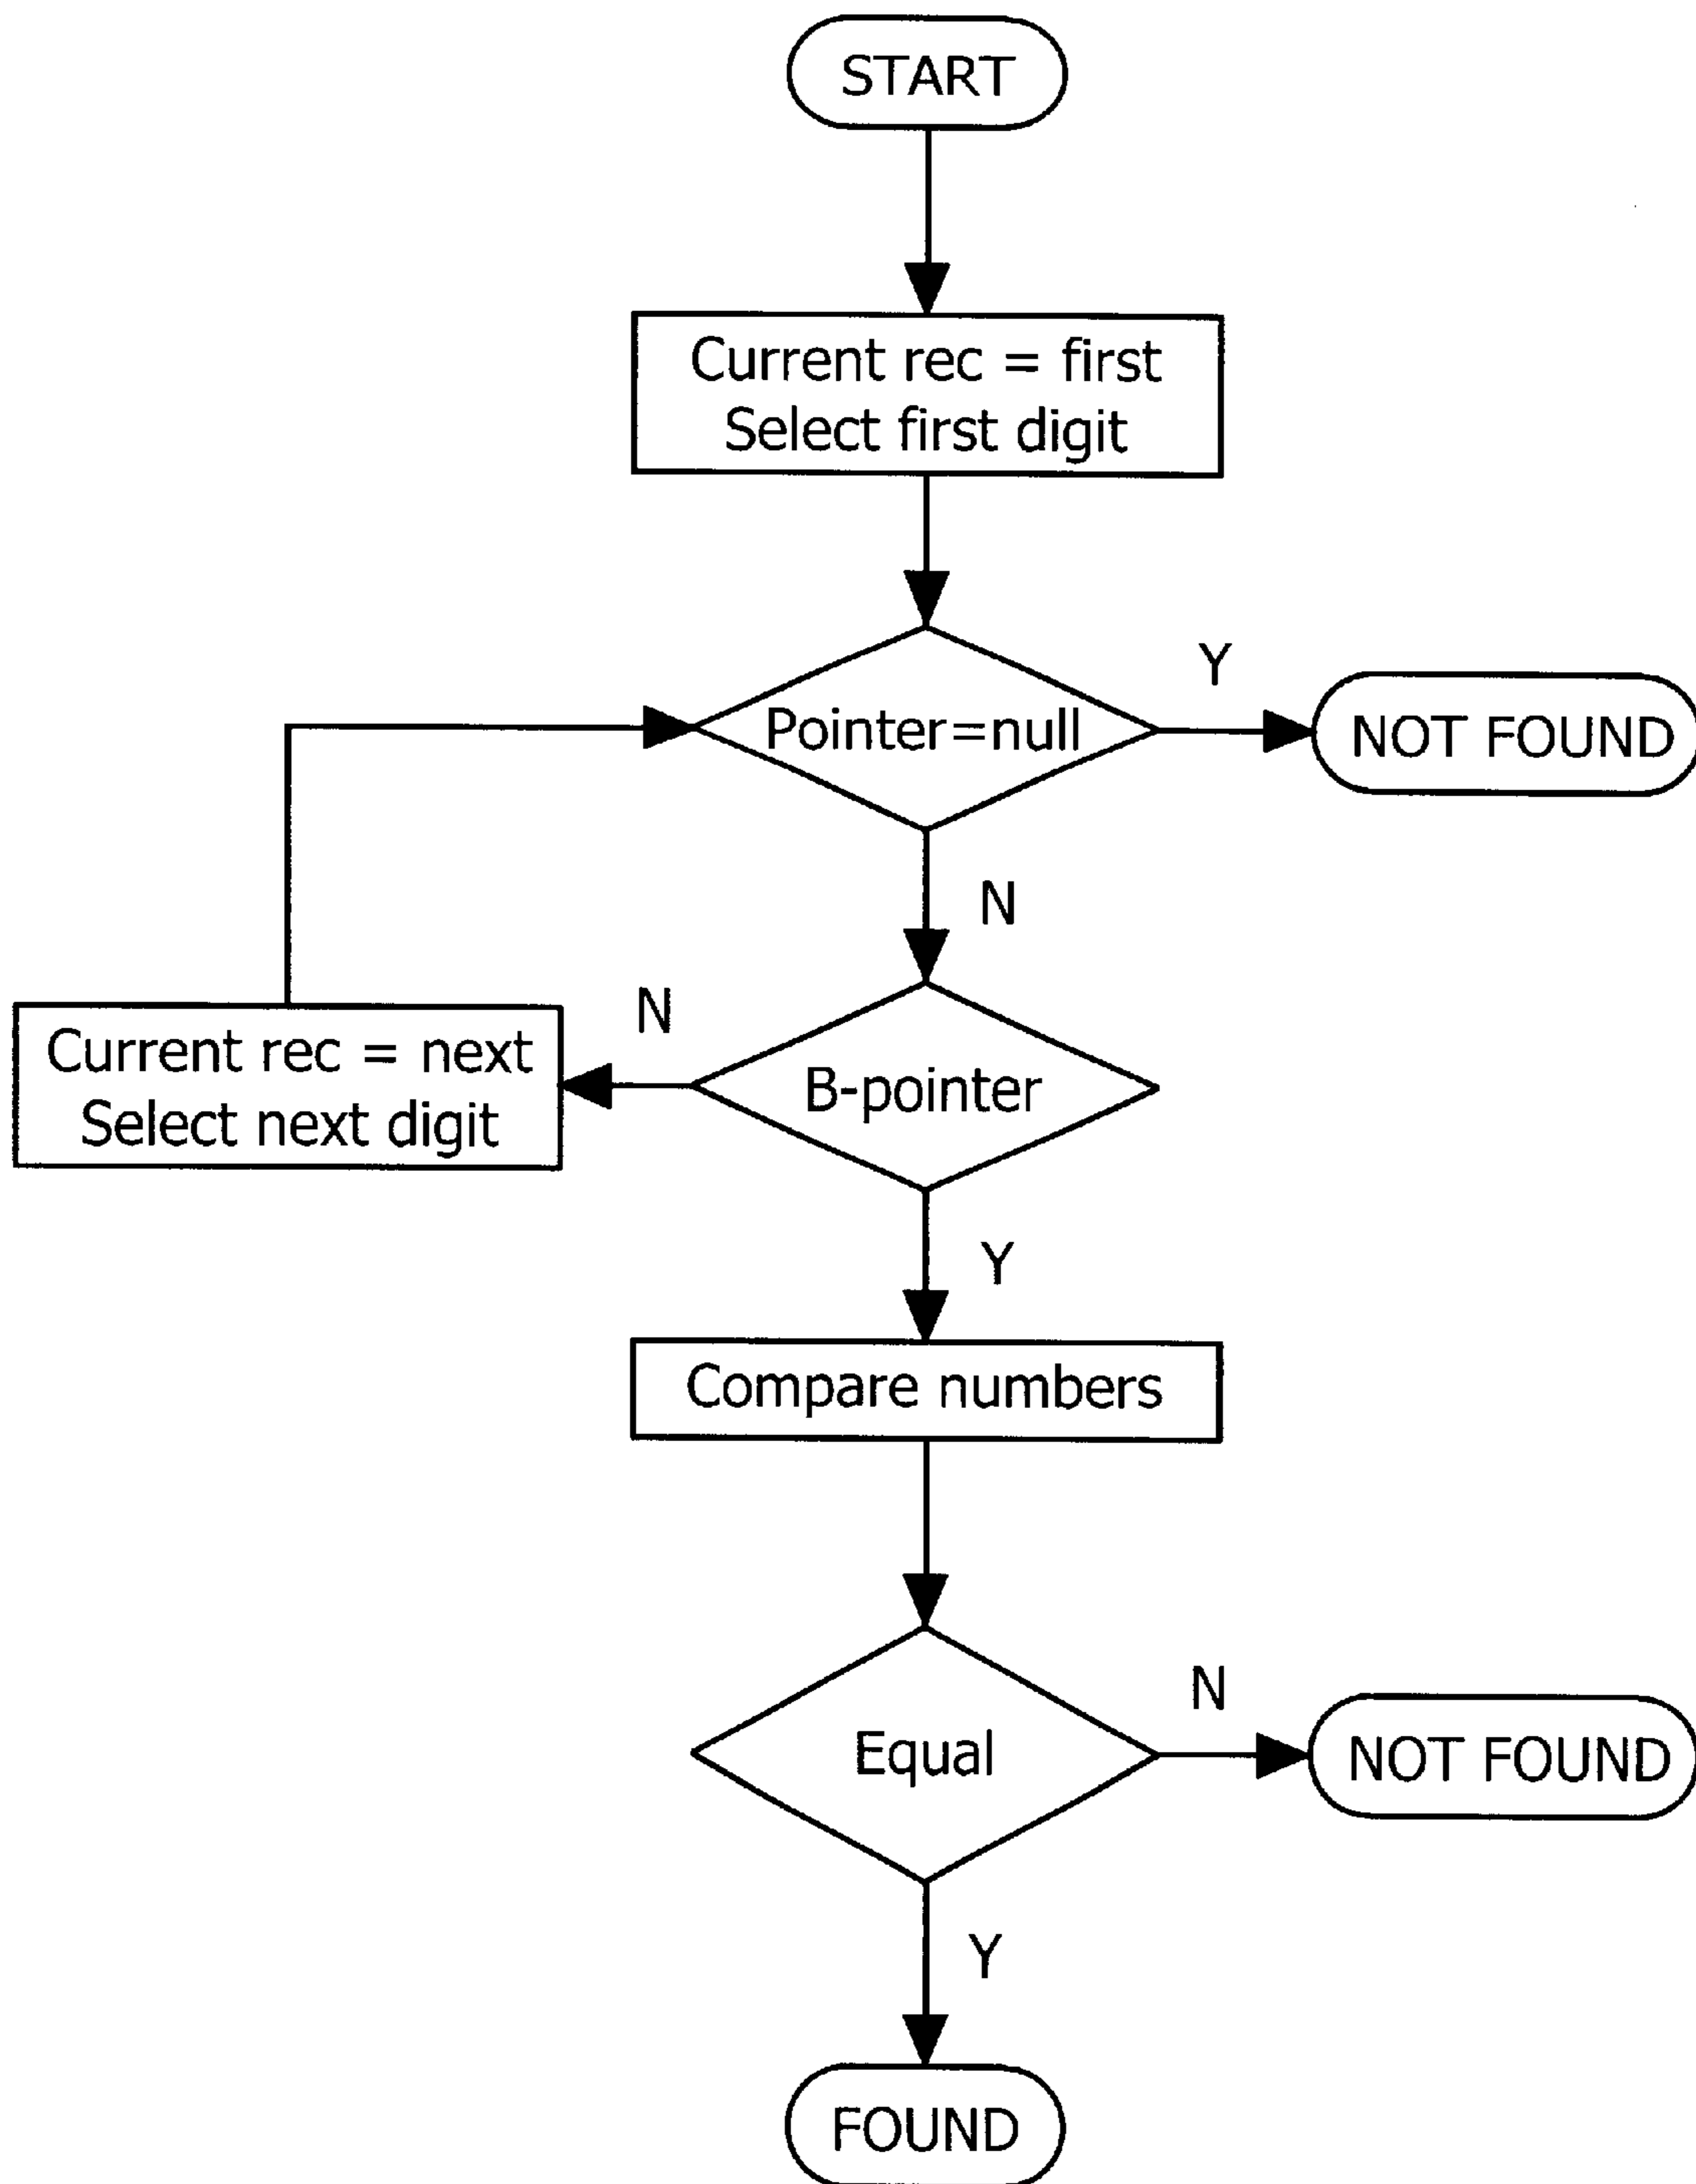 START
Current rec = first
Select first digit
Y
Pointer=null
NOT FOUND
N
N
Current rec = next
Select next digit
B-pointer
Y
Compare numbers
N
Equal
NOT FOUND
Y
FOUND